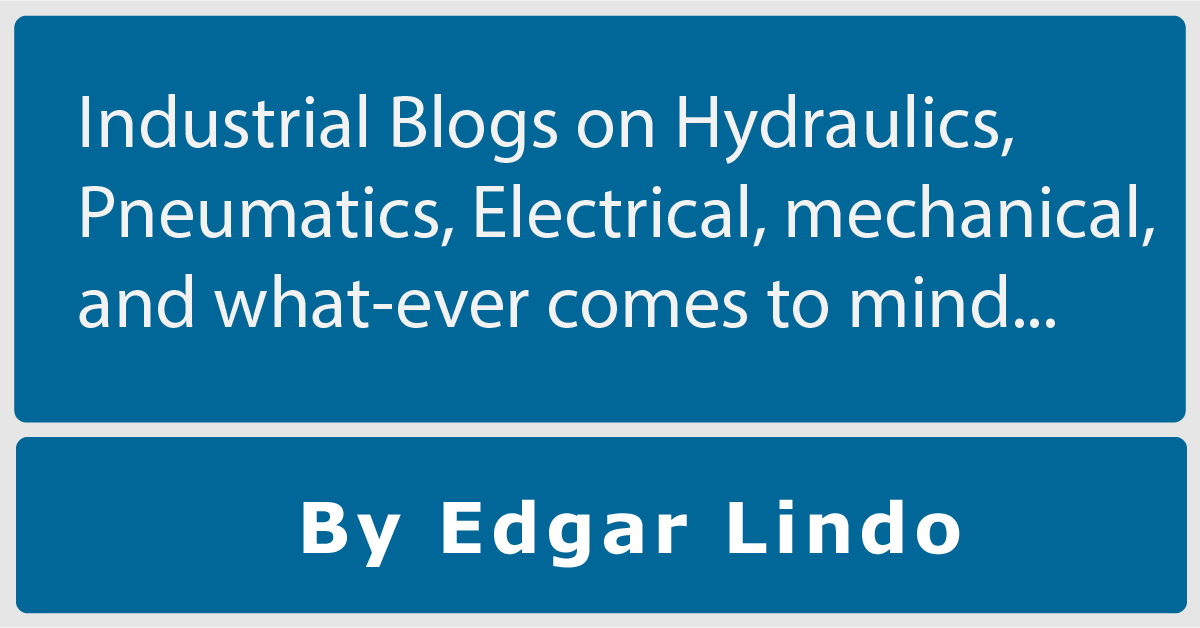 Industrial Blogs on Hydraulics,
Pneumatics, Electrical, mechanical,
and what-ever comes to mind...
By Edgar Lindo